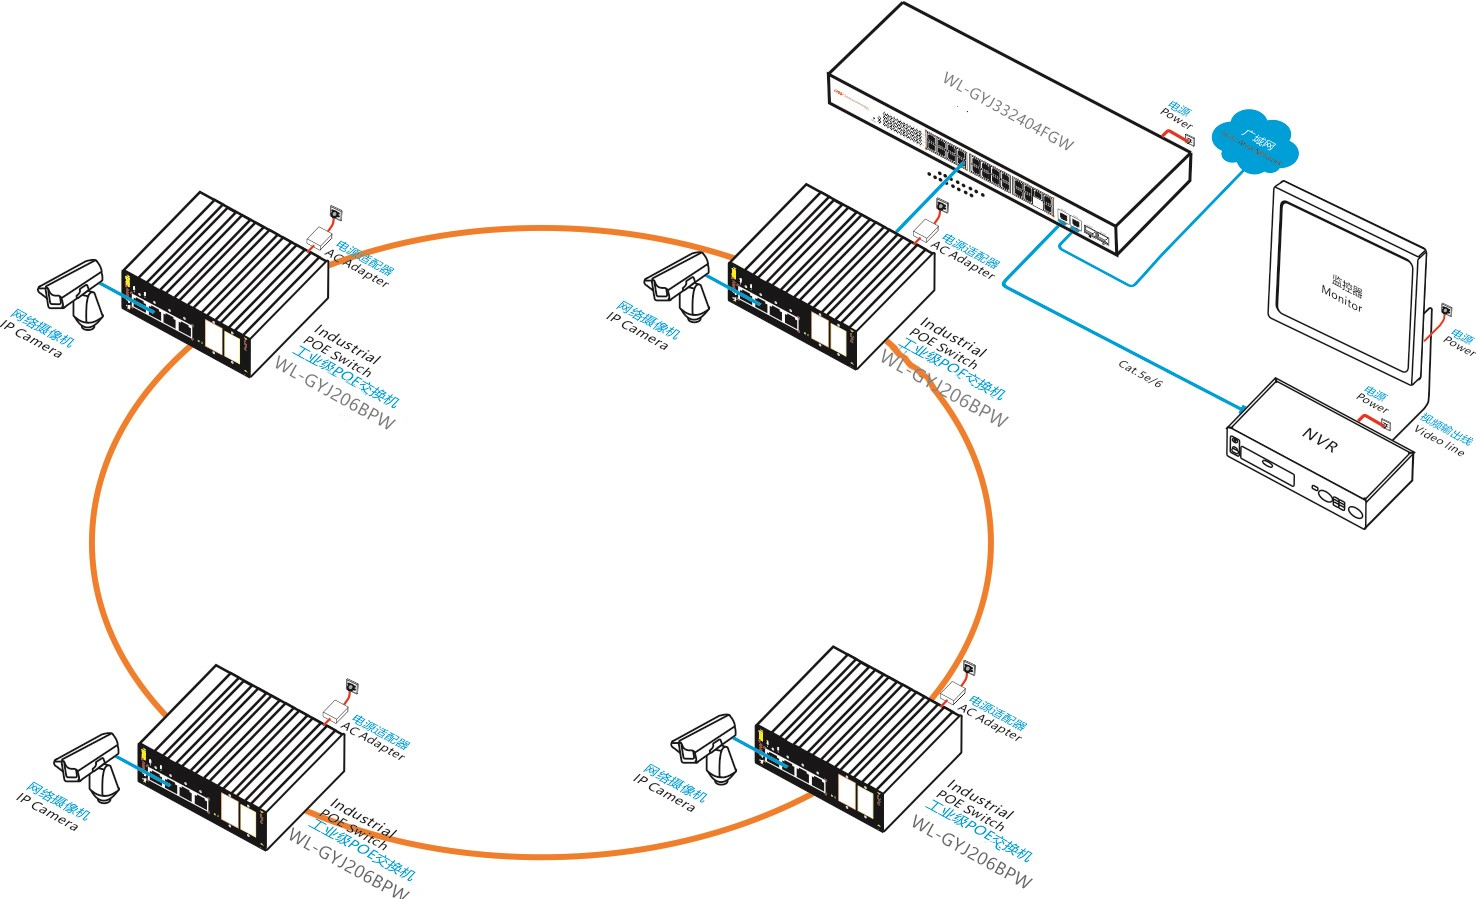 WL-GYJ332404FGW
电源
Power
广域网
电源适配器
AC Adapter
网络摄像机
IP Camera
Industrial
POE Switch
工业级POE交换机
WL-GYJ206BPW
电源适配器
AC Adapter
网络摄像机
IP Camera
Industrial
POE Switch
工业级POE交换机
WL-GYJ206BPW
监控器
Monitor
电源
Power
Cat.5e/6
电源
Power
视频输出线
Video line
NVR
电源适配器
AC Adapter
网络摄像机
IP Camera
Industrial
POE Switch
工业级POE交换机
WL-GYJ206BPW
电源适配器
AC Adapter
网络摄像机
IP Camera
Industrial
POE Switch
工业级POE交换机
WL-GYJ206BPW